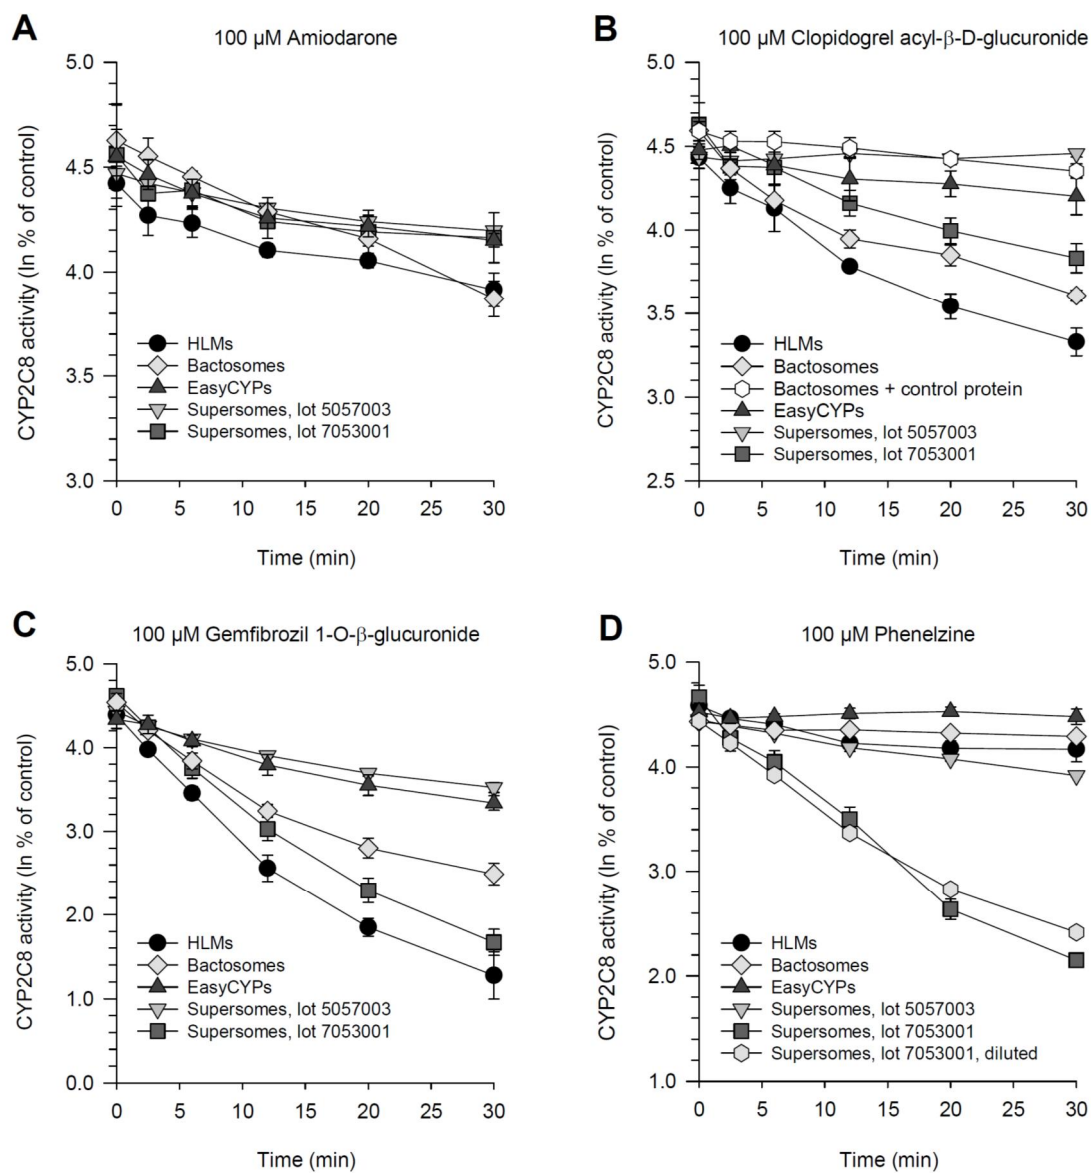 A
100 µM Amiodarone
CYP2C8 activity (ln % of control)
5.0
4.5
4.0
4.5
3.0
0 5 10 15 20 25 30
Time (min)
HLMs
Bactosomes
EasyCYPs
Supersomes, lot 5057003
Supersomes, lot 7053001
B
100 µM Clopidogrel acyl-β-D-glucuronide
CYP2C8 activity (ln % of control)
5.0
4.5
4.0
3.5
3.0
2.5
0 5 10 15 20 25 30
Time (min)
HLMs
Bactosomes
Bactosomes + control protein
EasyCYPs
Supersomes, lot 5057003
Supersomes, lot 7053001
C
100 µM Gemfibrozil 1-O-β-glucuronide
CYP2C8 activity (ln % of control)
5.0
4.0
3.0
2.0
1.0
0.0
0 5 10 15 20 25 30
Time (min)
HLMs
Bactosomes
EasyCYPs
Supersomes, lot 5057003
Supersomes, lot 7053001
D
100 µM Phenelzine
CYP2C8 activity (ln % of control)
5.0
4.0
3.0
2.0
1.0
0 5 10 15 20 25 30
Time (min)
HLMs
Bactosomes
EasyCYPs
Supersomes, lot 5057003
Supersomes, lot 7053001
Supersomes, lot 7053001, diluted